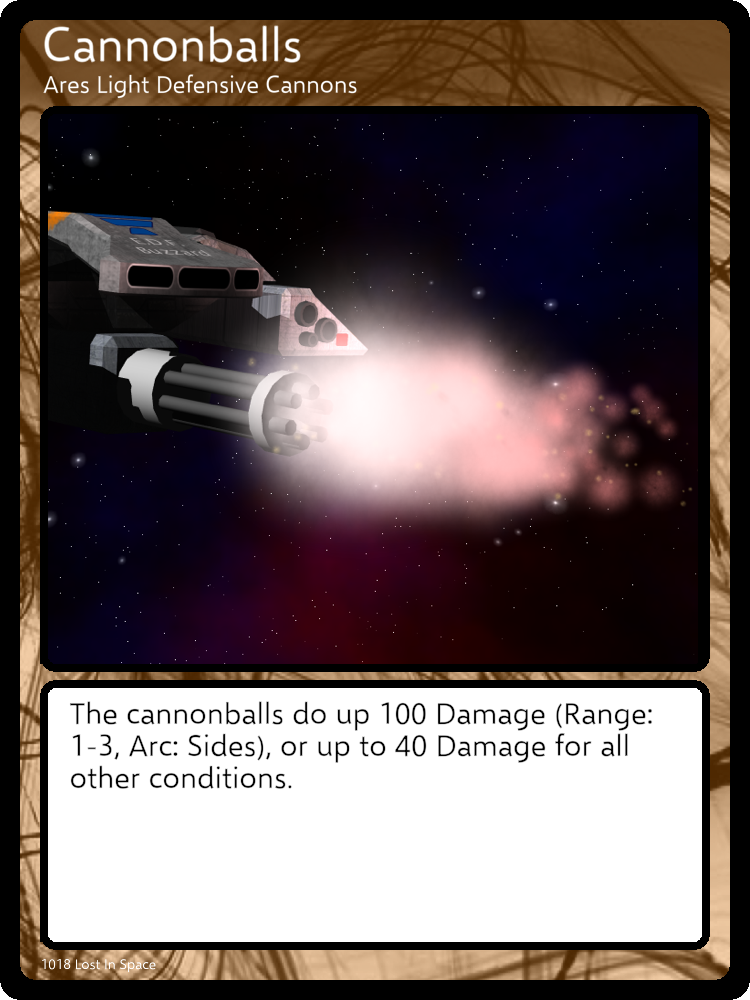 Cannonballs
Ares Light Defensive Cannons
E.D.F.
Buzzard
The cannonballs do up 100 Damage (Range:
1-3, Arc: Sides), or up to 40 Damage for all
other conditions.
1018 Lost In Space